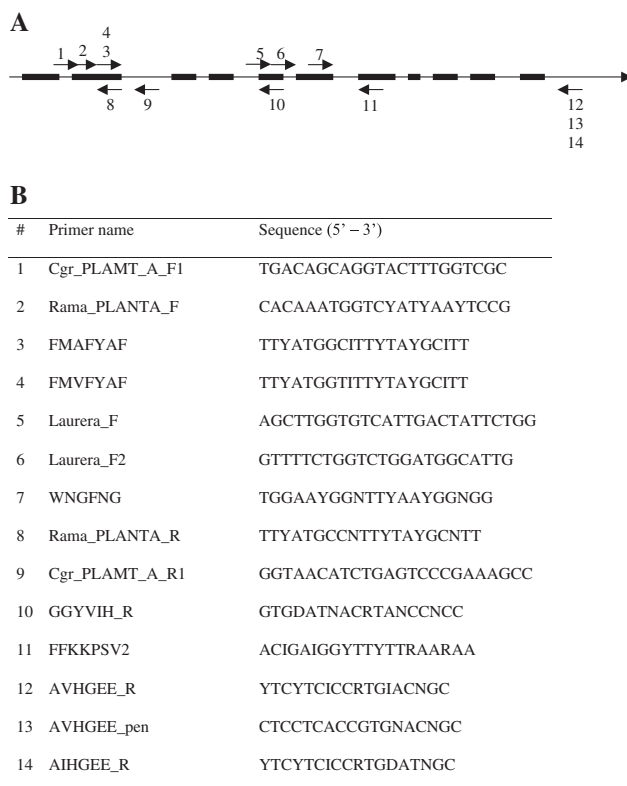 A
4
1 2 3 5 6 7
8 9 10 11 12
13
14
B
# Primer name Sequence (5’ – 3’)
1 Cgr_PLAMT_A_F1 TGACAGCAGGTACTTTGGTCGC
2 Rama_PLANTA_F CACAAATGGTCYATYAAYTCCG
3 FMAFYAF TTYATGGCITTYTAYGCITT
4 FMVFYAF TTYATGGTITTYTAYGCITT
5 Laurera_F AGCTTGGTGTCATTGACTATTCTGG
6 Laurera_F2 GTTTTCTGGTCTGGATGGCATTG
7 WNGFNG TGGAAYGGNTTYAAYGGNGG
8 Rama_PLANTA_R TTYATGCCNTTYTAYGCNTT
9 Cgr_PLAMT_A_R1 GGTAACATCTGAGTCCCGAAAGCC
10 GGYVIH_R GTGDATNACRTANCCNCC
11 FFKKPSV2 ACIGAIGGYTTYTTRAARAA
12 AVHGEE_R YTCYTCICCRTGIACNGC
13 AVHGEE_pen CTCCTCACCGTGNACNGC
14 AIHGEE_R YTCYTCICCRTGDATNGC